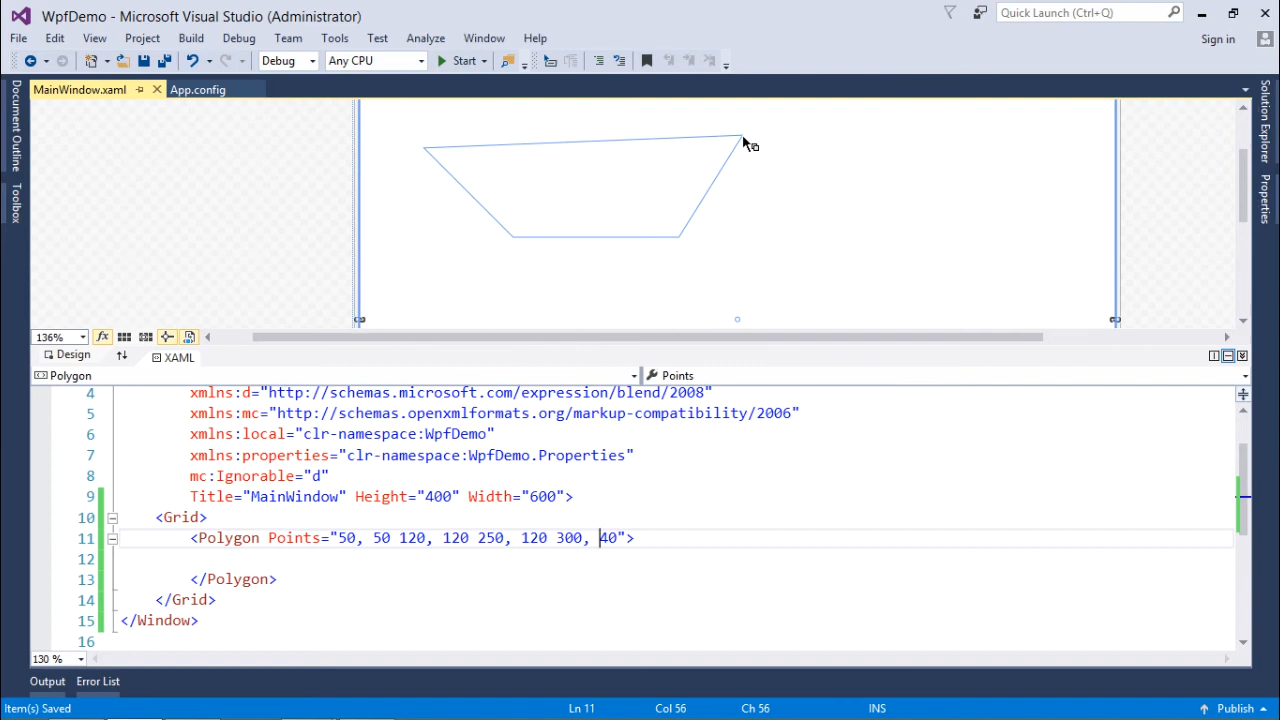 WpfDemo - Microsoft Visual Studio (Administrator)
Quick Launch (Ctrl+Q)
File Edit View Project Build Debug Team Tools Test Analyze Window Help
Sign in
Debug Any CPU Start
MainWindow.xaml App.config
Document Outline
Toolbox
Solution Explorer
Properties
136%
Design XAML
Polygon Points
4 xmlns:d="http://schemas.microsoft.com/expression/blend/2008"
5 xmlns:mc="http://schemas.openxmlformats.org/markup-compatibility/2006"
6 xmlns:local="clr-namespace:WpfDemo"
7 xmlns:properties="clr-namespace:WpfDemo.Properties"
8 mc:Ignorable="d"
9 Title="MainWindow" Height="400" Width="600">
10 <Grid>
11 <Polygon Points="50, 50 120, 120 250, 120 300, 40">
12
13 </Polygon>
14 </Grid>
15 </Window>
16
130 %
Output Error List
Item(s) Saved Ln 11 Col 56 Ch 56 INS Publish